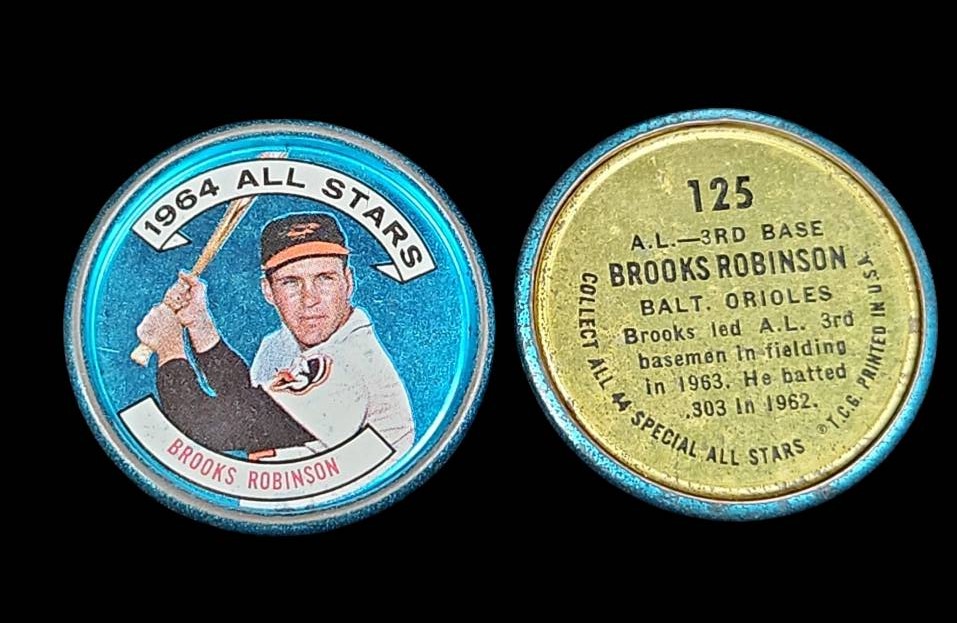 1964 ALL STARS
BROOKS ROBINSON
125
A.L.—3RD BASE
BROOKS ROBINSON
BALT. ORIOLES
Brooks led A.L. 3rd
basemen in fielding
in 1963. He batted
.303 in 1962.
COLLECT ALL 44 SPECIAL ALL STARS ©T.C.G. PRINTED IN U.S.A.